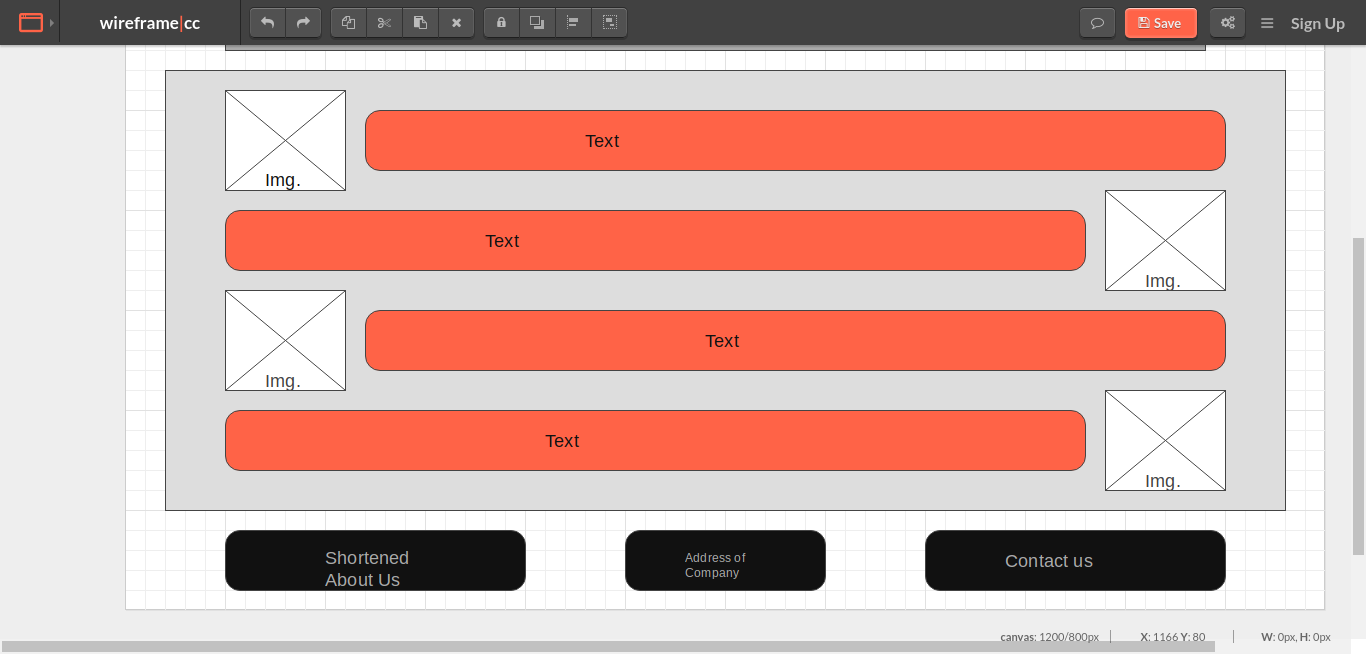 wireframe|cc
Save
Sign Up
Text
Img.
Text
Img.
Text
Img.
Text
Img.
Shortened
About Us
Address of
Company
Contact us
canvas: 1200/800px
X: 1166 Y: 80
W: 0px, H: 0px